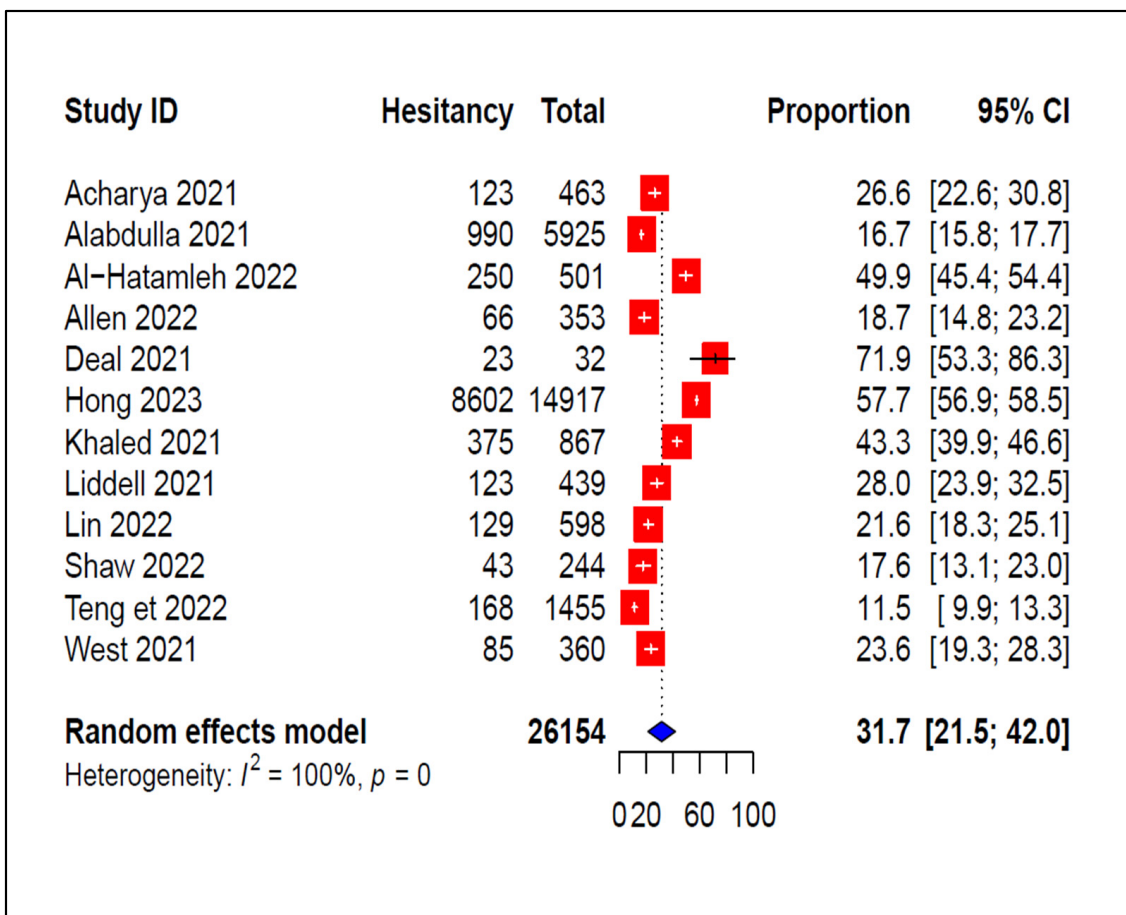 Study ID Hesitancy Total Proportion 95% CI
Acharya 2021 123 463 26.6 [22.6; 30.8]
Alabdulla 2021 990 5925 16.7 [15.8; 17.7]
Al−Hatamleh 2022 250 501 49.9 [45.4; 54.4]
Allen 2022 66 353 18.7 [14.8; 23.2]
Deal 2021 23 32 71.9 [53.3; 86.3]
Hong 2023 8602 14917 57.7 [56.9; 58.5]
Khaled 2021 375 867 43.3 [39.9; 46.6]
Liddell 2021 123 439 28.0 [23.9; 32.5]
Lin 2022 129 598 21.6 [18.3; 25.1]
Shaw 2022 43 244 17.6 [13.1; 23.0]
Teng et 2022 168 1455 11.5 [ 9.9; 13.3]
West 2021 85 360 23.6 [19.3; 28.3]
Random effects model 26154 31.7 [21.5; 42.0]
Heterogeneity: I² = 100%, p = 0
0 20 60 100